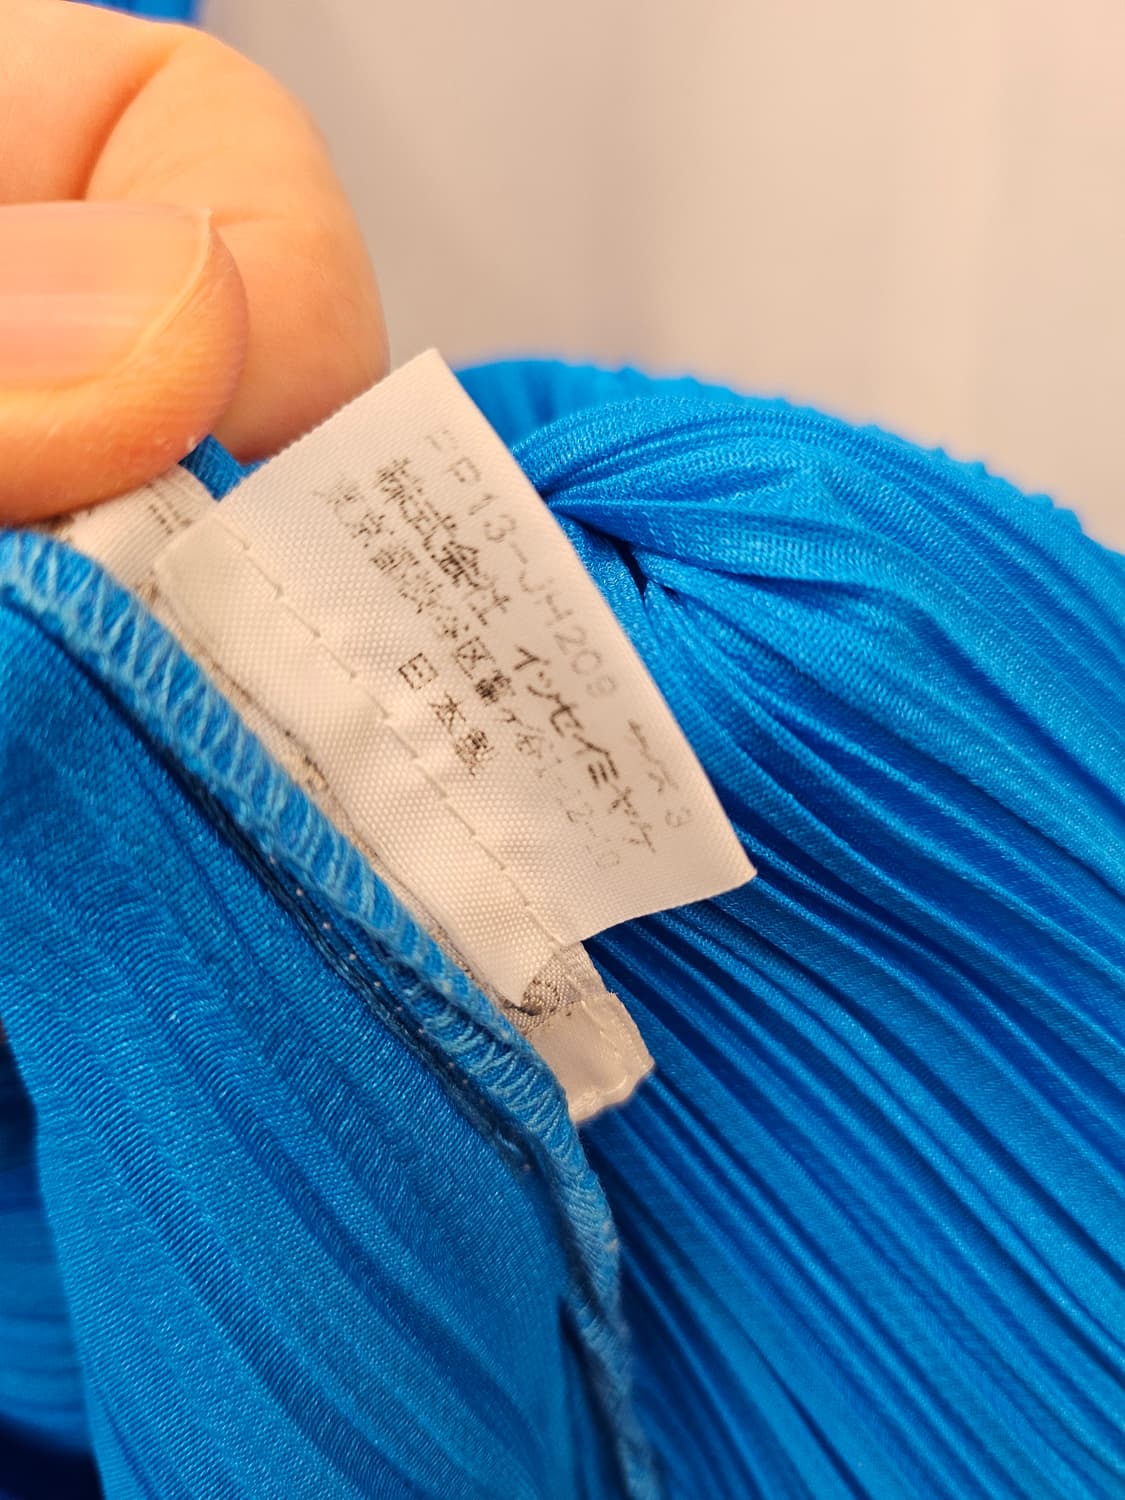 PP13-JH209 サイズ 3
株式会社 イッセイミヤケ
東京都渋谷区富ヶ谷1-12-10
日本製